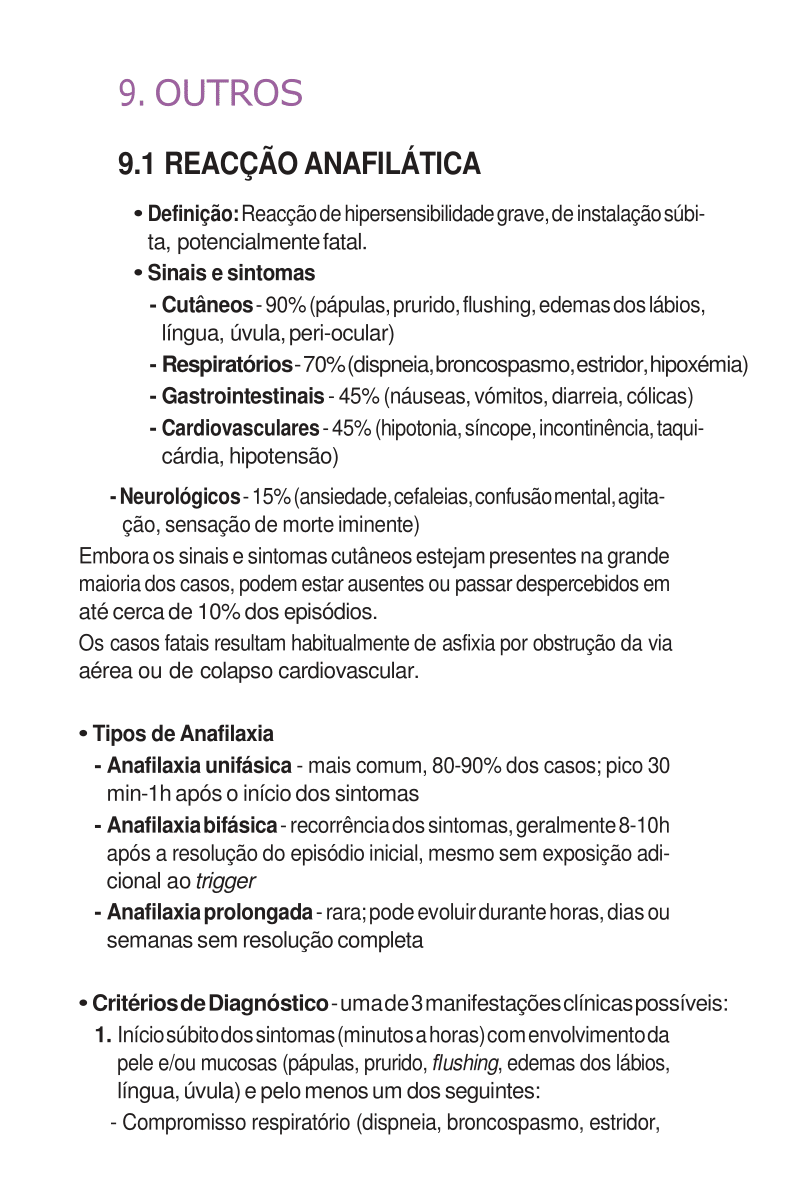 9. OUTROS
9.1 REACÇÃO ANAFILÁTICA
• Definição: Reacção de hipersensibilidade grave, de instalação súbi-
ta, potencialmente fatal.
• Sinais e sintomas
- Cutâneos - 90% (pápulas, prurido, flushing, edemas dos lábios,
língua, úvula, peri-ocular)
- Respiratórios - 70% (dispneia, broncospasmo, estridor, hipoxémia)
- Gastrointestinais - 45% (náuseas, vómitos, diarreia, cólicas)
- Cardiovasculares - 45% (hipotonia, síncope, incontinência, taqui-
cárdia, hipotensão)
- Neurológicos - 15% (ansiedade, cefaleias, confusão mental, agita-
ção, sensação de morte iminente)
Embora os sinais e sintomas cutâneos estejam presentes na grande
maioria dos casos, podem estar ausentes ou passar despercebidos em
até cerca de 10% dos episódios.
Os casos fatais resultam habitualmente de asfixia por obstrução da via
aérea ou de colapso cardiovascular.
• Tipos de Anafilaxia
- Anafilaxia unifásica - mais comum, 80-90% dos casos; pico 30
min-1h após o início dos sintomas
- Anafilaxia bifásica - recorrência dos sintomas, geralmente 8-10h
após a resolução do episódio inicial, mesmo sem exposição adi-
cional ao trigger
- Anafilaxia prolongada - rara; pode evoluir durante horas, dias ou
semanas sem resolução completa
• Critérios de Diagnóstico - uma de 3 manifestações clínicas possíveis:
1. Início súbito dos sintomas (minutos a horas) com envolvimento da
pele e/ou mucosas (pápulas, prurido, flushing, edemas dos lábios,
língua, úvula) e pelo menos um dos seguintes:
- Compromisso respiratório (dispneia, broncospasmo, estridor,